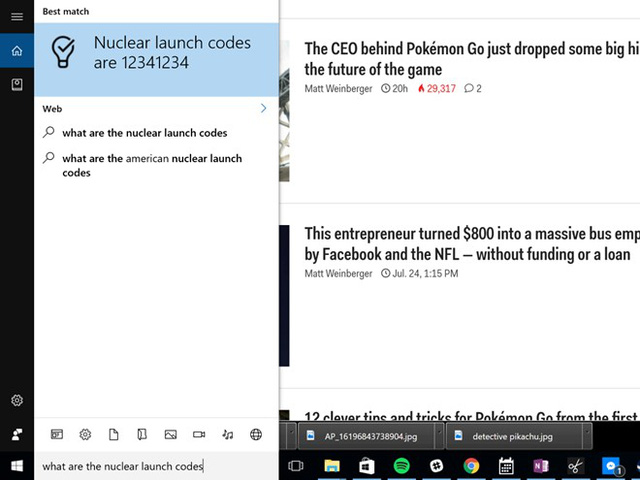 Best match
Nuclear launch codes
are 12341234
Web
what are the nuclear launch codes
what are the american nuclear launch
codes
what are the nuclear launch codes
The CEO behind Pokémon Go just dropped some big hi
the future of the game
Matt Weinberger 20h 29,317 2
This entrepreneur turned $800 into a massive bus emp
by Facebook and the NFL — without funding or a loan
Matt Weinberger Jul. 24, 1:15 PM
12 clever tips and tricks for Pokémon Go from the first
AP_16196843738904.jpg
detective pikachu.jpg
1